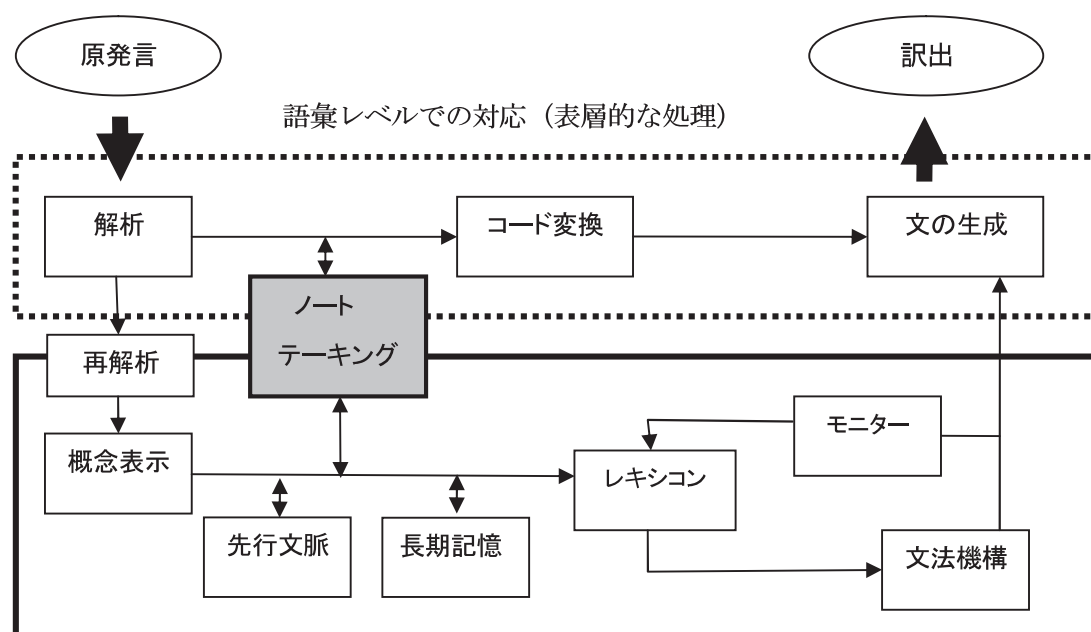 原発言
訳出
語彙レベルでの対応（表層的な処理）
解析
コード変換
文の生成
ノート
テーキング
再解析
モニター
概念表示
レキシコン
先行文脈
長期記憶
文法機構